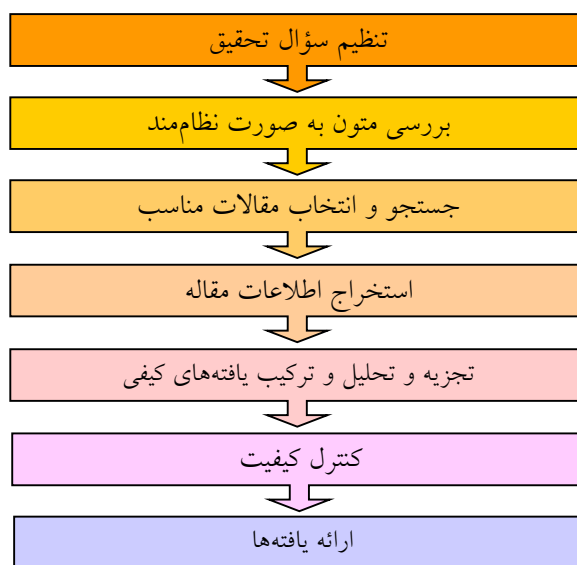 تنظیم سؤال تحقیق
بررسی متون به صورت نظام‌مند
جستجو و انتخاب مقالات مناسب
استخراج اطلاعات مقاله
تجزیه و تحلیل و ترکیب یافته‌های کیفی
کنترل کیفیت
ارائه یافته‌ها